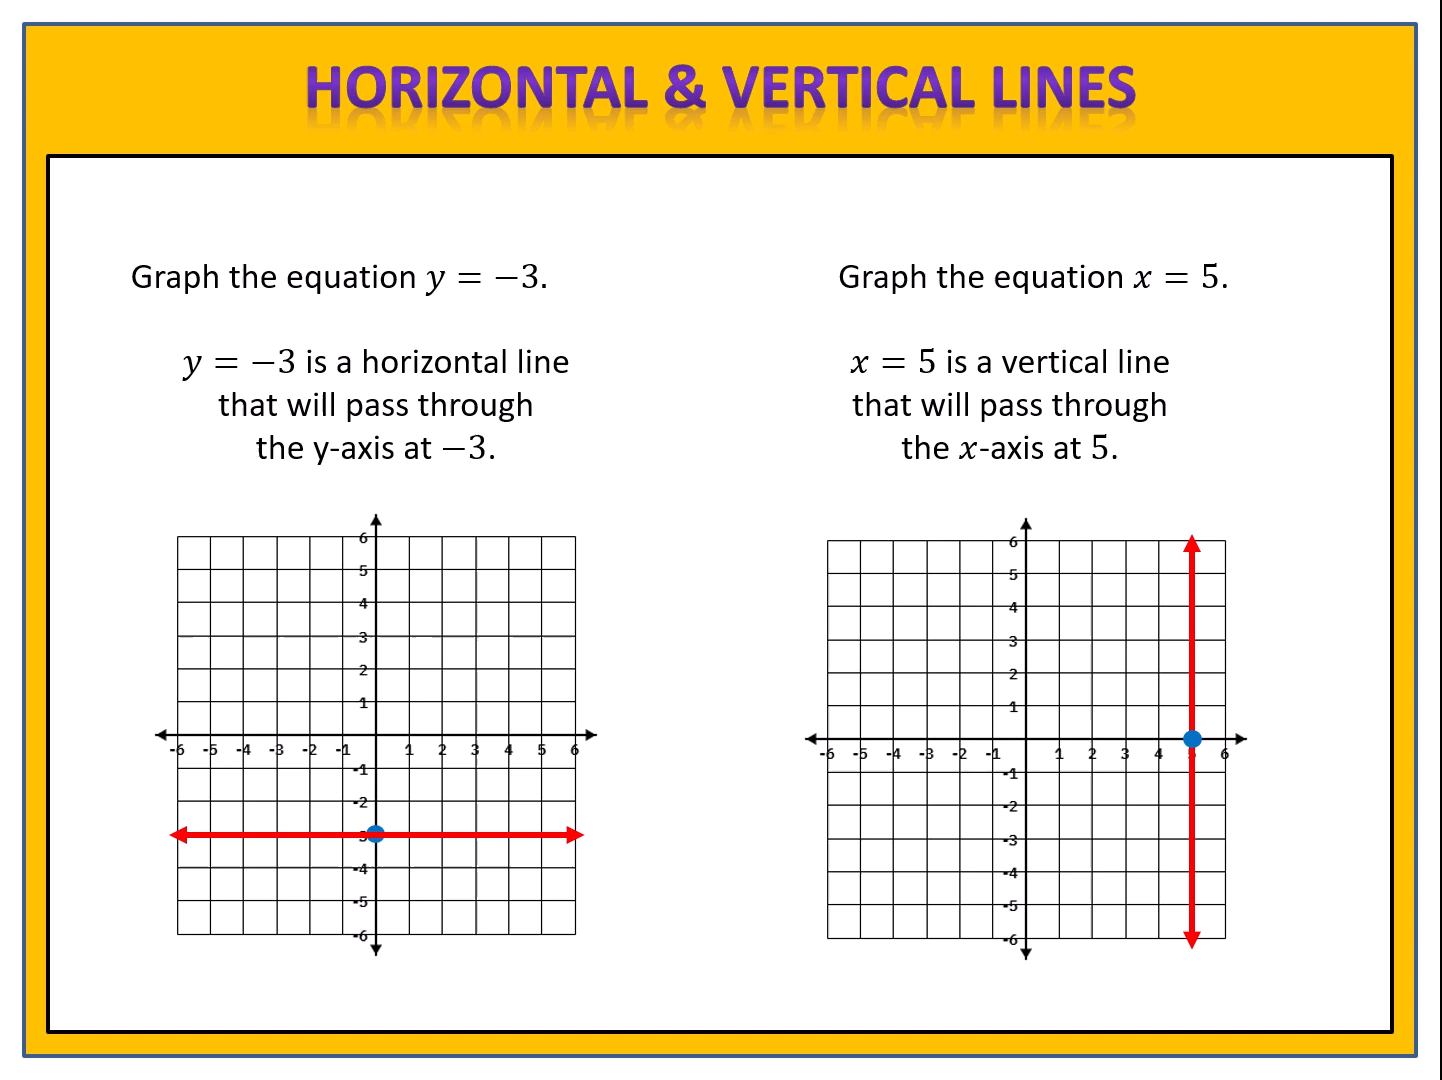 HORIZONTAL & VERTICAL LINES
Graph the equation y = −3.
y = −3 is a horizontal line
that will pass through
the y-axis at −3.
6
5
4
3
2
1
-6 -5 -4 -3 -2 -1 1 2 3 4 5 6
-1
-2
-4
-5
-6
Graph the equation x = 5.
x = 5 is a vertical line
that will pass through
the x-axis at 5.
6
5
4
3
2
1
-6 -5 -4 -3 -2 -1 1 2 3 4 6
-1
-2
-3
-4
-5
-6